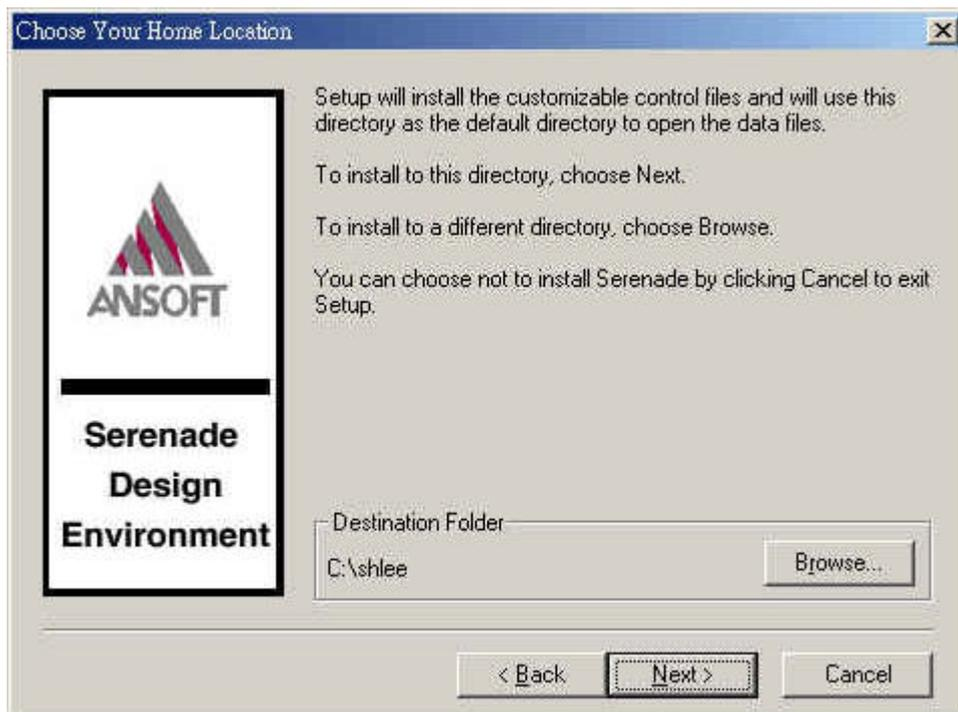 Choose Your Home Location
Setup will install the customizable control files and will use this
directory as the default directory to open the data files.
To install to this directory, choose Next.
To install to a different directory, choose Browse.
You can choose not to install Serenade by clicking Cancel to exit
Setup.
ANSOFT
Serenade
Design
Environment
Destination Folder
C:\shlee
Browse...
< Back
Next >
Cancel